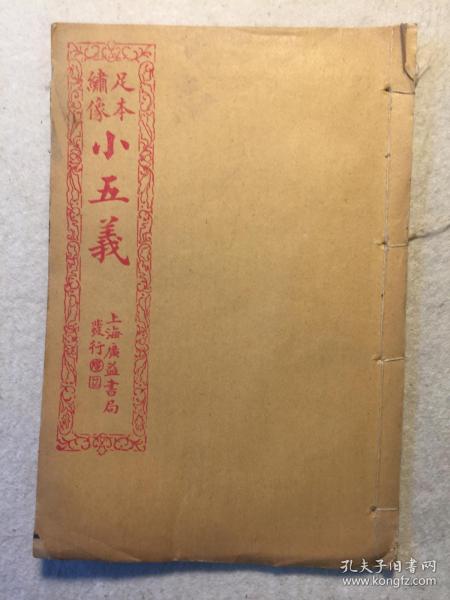 足本
繡像
小五義
上海廣益書局
發行
孔夫子旧书网
www.kongfz.com